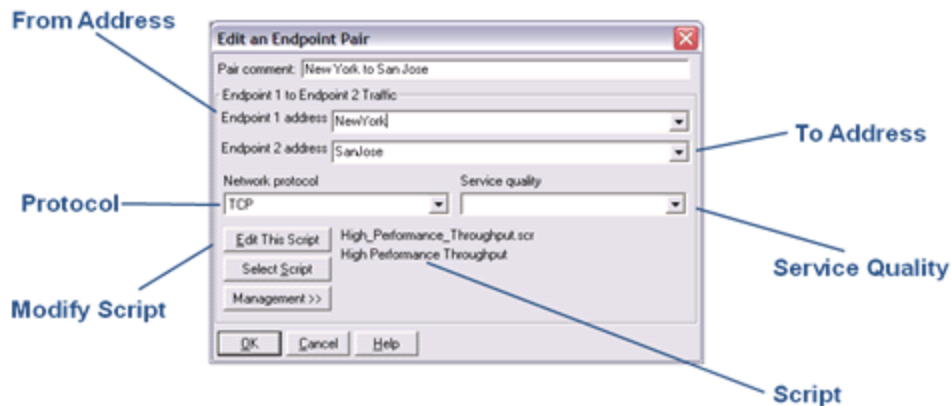 From Address
Edit an Endpoint Pair
Pair comment: New York to San Jose
Endpoint 1 to Endpoint 2 Traffic
Endpoint 1 address NewYork
To Address
Endpoint 2 address SanJose
Network protocol Service quality
Protocol TCP
Edit This Script High_Performance_Throughput.scr
High Performance Throughput
Select Script
Service Quality
Modify Script
Management >>
OK Cancel Help
Script